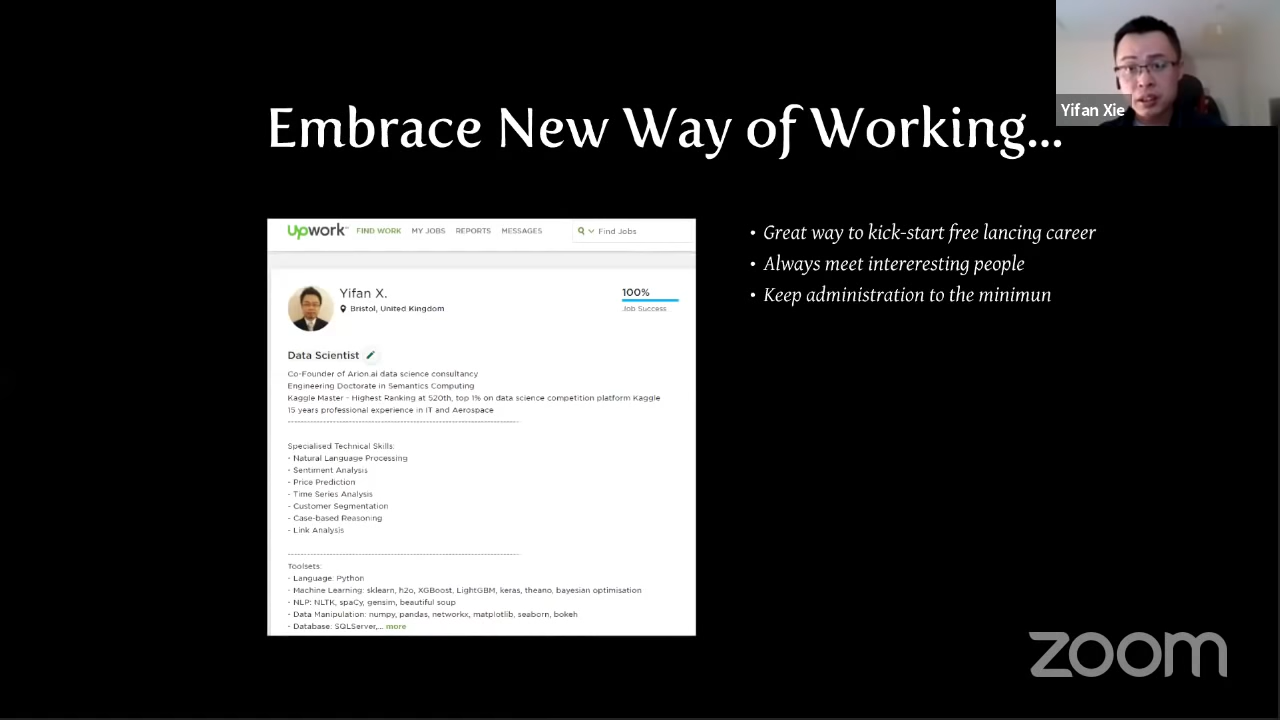 Yifan Xie
Embrace New Way of Working...
Upwork FIND WORK MY JOBS REPORTS MESSAGES Find Jobs
Yifan X.
Bristol, United Kingdom
100%
Job Success
Data Scientist
Co-Founder of Arion.ai data science consultancy
Engineering Doctorate in Semantics Computing
Kaggle Master - Highest Ranking at 520th, top 1% on data science competition platform Kaggle
15 years professional experience in IT and Aerospace
Specialised Technical Skills:
- Natural Language Processing
- Sentiment Analysis
- Price Prediction
- Time Series Analysis
- Customer Segmentation
- Case-based Reasoning
- Link Analysis
Toolsets:
- Language: Python
- Machine Learning: sklearn, h2o, XGBoost, LightGBM, keras, theano, bayesian optimisation
- NLP: NLTK, spaCy, gensim, beautiful soup
- Data Manipulation: numpy, pandas, networkx, matplotlib, seaborn, bokeh
- Database: SQLServer,... more
• Great way to kick-start free lancing career
• Always meet intereresting people
• Keep administration to the minimun
zoom